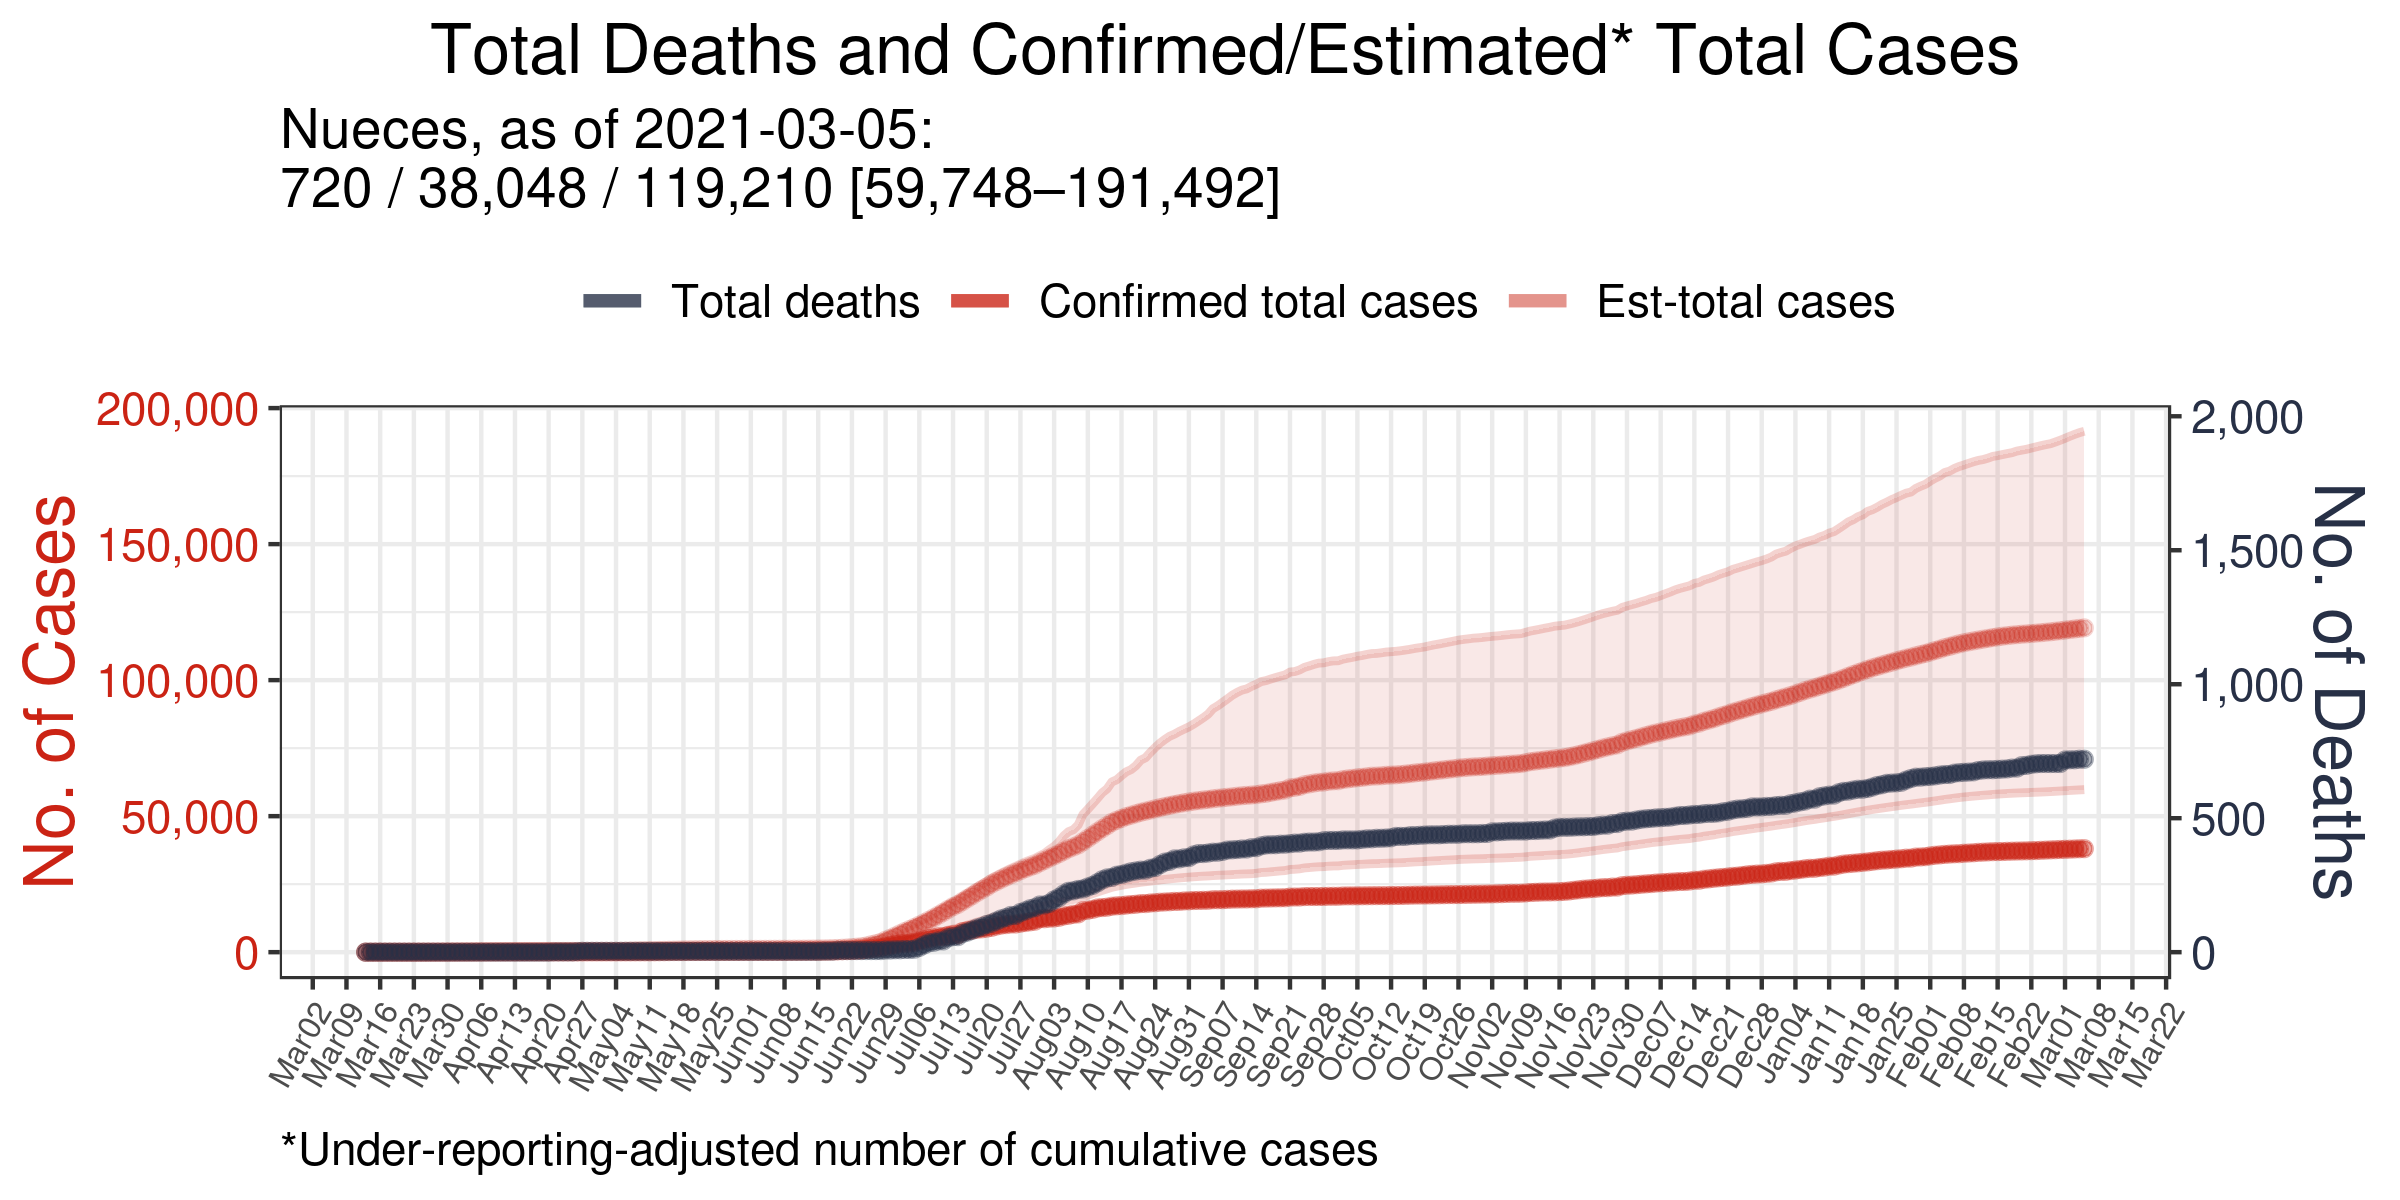 Total Deaths and Confirmed/Estimated* Total Cases
Nueces, as of 2021-03-05:
720 / 38,048 / 119,210 [59,748–191,492]
Total deaths
Confirmed total cases
Est-total cases
No. of Cases
200,000
150,000
100,000
50,000
0
2,000
1,500
1,000
500
0
No. of Deaths
Mar02
Mar09
Mar16
Mar23
Mar30
Apr06
Apr13
Apr20
Apr27
May04
May11
May18
May25
Jun01
Jun08
Jun15
Jun22
Jun29
Jul06
Jul13
Jul20
Jul27
Aug03
Aug10
Aug17
Aug24
Aug31
Sep07
Sep14
Sep21
Sep28
Oct05
Oct12
Oct19
Oct26
Nov02
Nov09
Nov16
Nov23
Nov30
Dec07
Dec14
Dec21
Dec28
Jan04
Jan11
Jan18
Jan25
Feb01
Feb08
Feb15
Feb22
Mar01
Mar08
Mar15
Mar22
*Under-reporting-adjusted number of cumulative cases